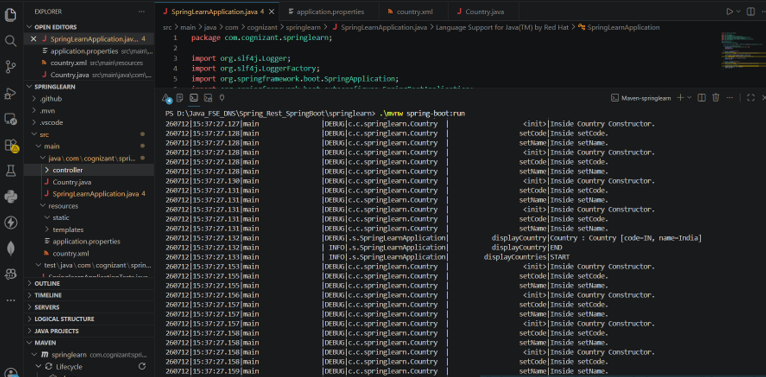 EXPLORER
OPEN EDITORS
SpringLearnApplication.jav... 4
application.properties src\main\...
country.xml src\main\resources
Country.java src\main\java\com\...
SPRINGLEARN
.github
.mvn
.vscode
src
main
java\com\cognizant\spri...
controller
Country.java
SpringLearnApplication.java 4
resources
static
templates
application.properties
country.xml
test\java\com\cognizant\spri...
OUTLINE
TIMELINE
SERVERS
LOGICAL STRUCTURE
JAVA PROJECTS
MAVEN
springlearn com.cognizant:spri...
Lifecycle
SpringLearnApplication.java 4
application.properties
country.xml
Country.java
src > main > java > com > cognizant > springlearn > SpringLearnApplication.java > Language Support for Java(TM) by Red Hat > SpringLearnApplication
1 package com.cognizant.springlearn;
2
3 import org.slf4j.Logger;
4 import org.slf4j.LoggerFactory;
5 import org.springframework.boot.SpringApplication;
Maven-springlearn
PS D:\Java_FSE_DNS\Spring_Rest_SpringBoot\springlearn> .\mvnw spring-boot:run
260712|15:37:27.127|main |DEBUG|c.c.springlearn.Country | <init>|Inside Country Constructor.
260712|15:37:27.128|main |DEBUG|c.c.springlearn.Country | setCode|Inside setCode.
260712|15:37:27.128|main |DEBUG|c.c.springlearn.Country | setName|Inside setName.
260712|15:37:27.128|main |DEBUG|c.c.springlearn.Country | <init>|Inside Country Constructor.
260712|15:37:27.128|main |DEBUG|c.c.springlearn.Country | setCode|Inside setCode.
260712|15:37:27.128|main |DEBUG|c.c.springlearn.Country | setName|Inside setName.
260712|15:37:27.130|main |DEBUG|c.c.springlearn.Country | <init>|Inside Country Constructor.
260712|15:37:27.131|main |DEBUG|c.c.springlearn.Country | setCode|Inside setCode.
260712|15:37:27.131|main |DEBUG|c.c.springlearn.Country | setName|Inside setName.
260712|15:37:27.131|main |DEBUG|c.c.springlearn.Country | <init>|Inside Country Constructor.
260712|15:37:27.131|main |DEBUG|c.c.springlearn.Country | setCode|Inside setCode.
260712|15:37:27.131|main |DEBUG|c.c.springlearn.Country | setName|Inside setName.
260712|15:37:27.132|main |DEBUG|.s.SpringLearnApplication| displayCountry|Country : Country [code=IN, name=India]
260712|15:37:27.133|main | INFO|.s.SpringLearnApplication| displayCountry|END
260712|15:37:27.133|main | INFO|.s.SpringLearnApplication| displayCountries|START
260712|15:37:27.153|main |DEBUG|c.c.springlearn.Country | <init>|Inside Country Constructor.
260712|15:37:27.155|main |DEBUG|c.c.springlearn.Country | setCode|Inside setCode.
260712|15:37:27.155|main |DEBUG|c.c.springlearn.Country | setName|Inside setName.
260712|15:37:27.156|main |DEBUG|c.c.springlearn.Country | <init>|Inside Country Constructor.
260712|15:37:27.157|main |DEBUG|c.c.springlearn.Country | setCode|Inside setCode.
260712|15:37:27.157|main |DEBUG|c.c.springlearn.Country | setName|Inside setName.
260712|15:37:27.157|main |DEBUG|c.c.springlearn.Country | <init>|Inside Country Constructor.
260712|15:37:27.158|main |DEBUG|c.c.springlearn.Country | setCode|Inside setCode.
260712|15:37:27.158|main |DEBUG|c.c.springlearn.Country | setName|Inside setName.
260712|15:37:27.158|main |DEBUG|c.c.springlearn.Country | <init>|Inside Country Constructor.
260712|15:37:27.158|main |DEBUG|c.c.springlearn.Country | setCode|Inside setCode.
260712|15:37:27.159|main |DEBUG|c.c.springlearn.Country | setName|Inside setName.